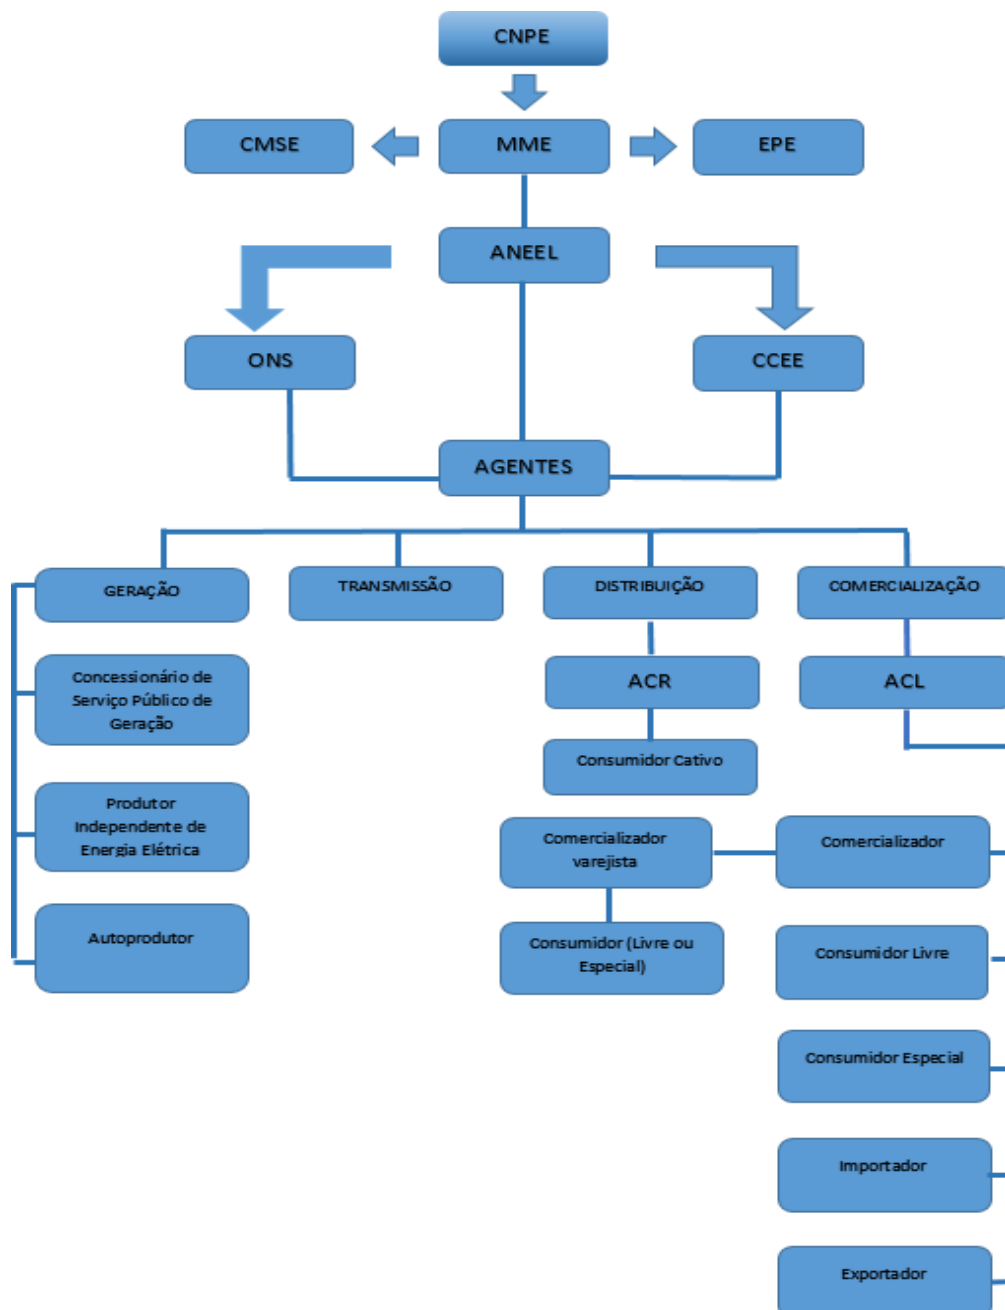 CNPE
CMSE
MME
EPE
ANEEL
ONS
CCEE
AGENTES
GERAÇÃO
TRANSMISSÃO
DISTRIBUIÇÃO
COMERCIALIZAÇÃO
Concessionário de
Serviço Público de
Geração
ACR
ACL
Consumidor Cativo
Produtor
Independente de
Energia Elétrica
Comercializador
varejista
Comercializador
Autoprodutor
Consumidor (Livre ou
Especial)
Consumidor Livre
Consumidor Especial
Importador
Exportador